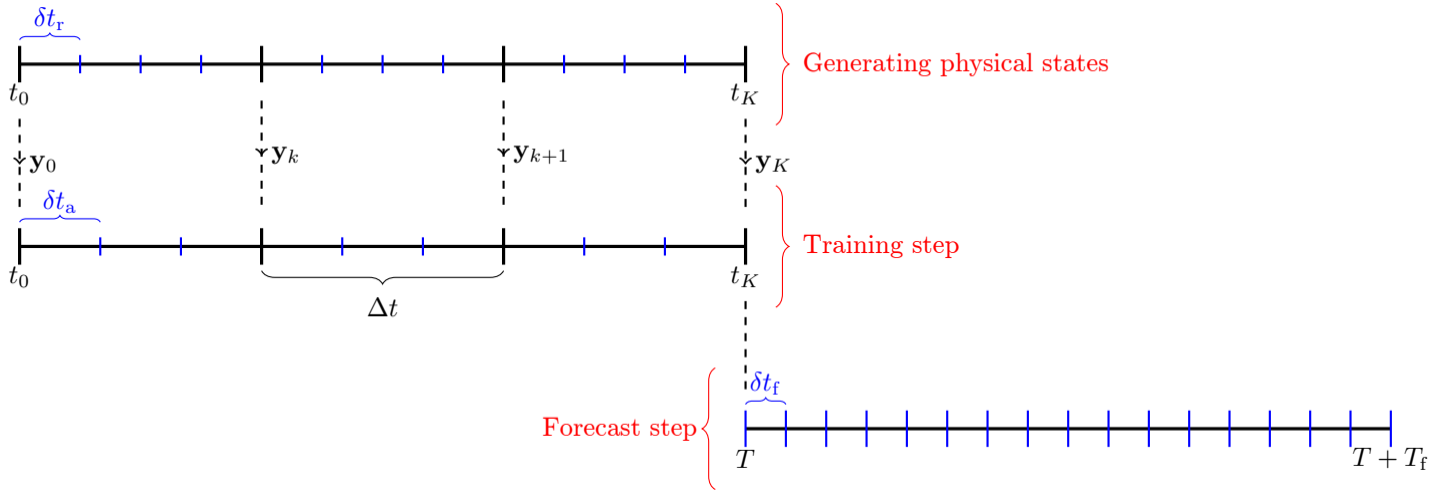 δt_r
Generating physical states
t_0
t_K
y_0
y_k
y_{k+1}
y_K
δt_a
Training step
t_0
t_K
Δt
δt_f
Forecast step
T
T + T_f